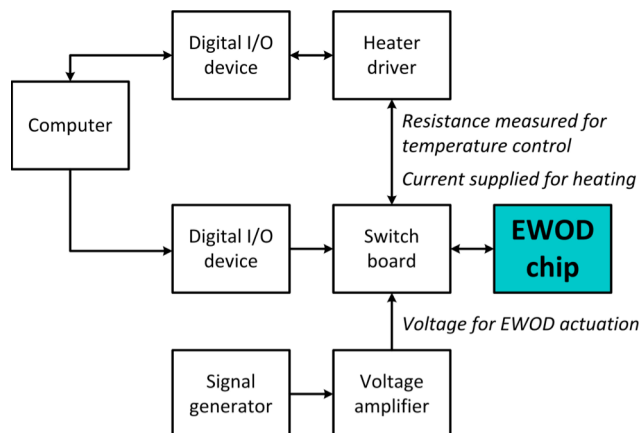 Digital I/O
device
Heater
driver
Computer
Resistance measured for
temperature control
Current supplied for heating
Digital I/O
device
Switch
board
EWOD
chip
Voltage for EWOD actuation
Signal
generator
Voltage
amplifier